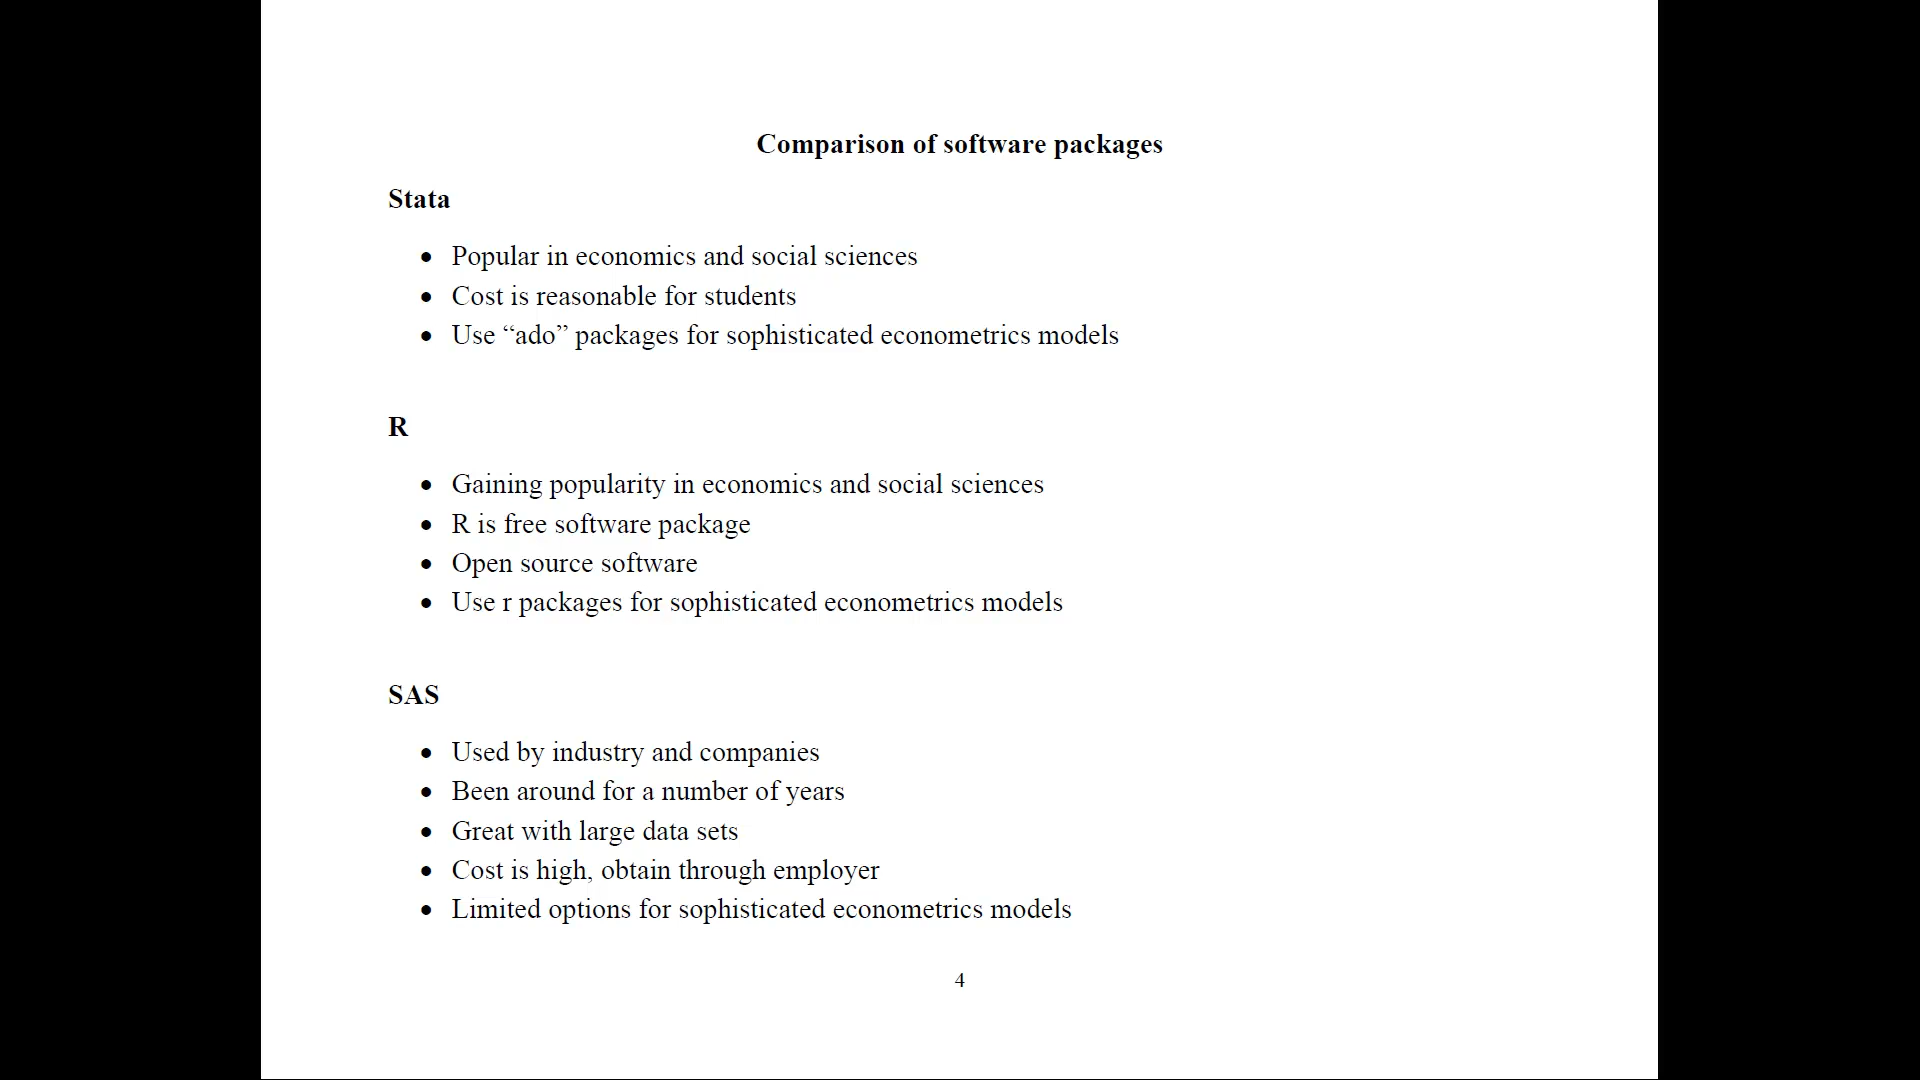 Comparison of software packages
Stata
• Popular in economics and social sciences
• Cost is reasonable for students
• Use “ado” packages for sophisticated econometrics models
R
• Gaining popularity in economics and social sciences
• R is free software package
• Open source software
• Use r packages for sophisticated econometrics models
SAS
• Used by industry and companies
• Been around for a number of years
• Great with large data sets
• Cost is high, obtain through employer
• Limited options for sophisticated econometrics models
4